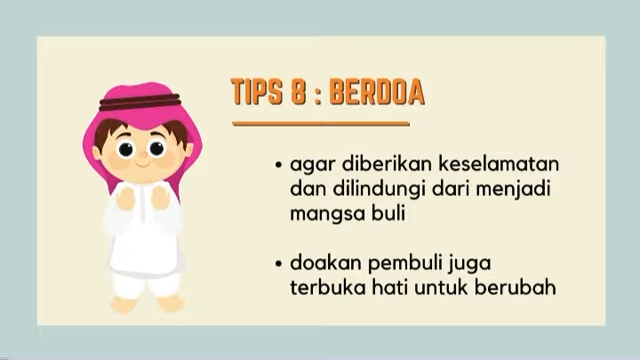 TIPS 8 : BERDOA
• agar diberikan keselamatan
dan dilindungi dari menjadi
mangsa buli
• doakan pembuli juga
terbuka hati untuk berubah